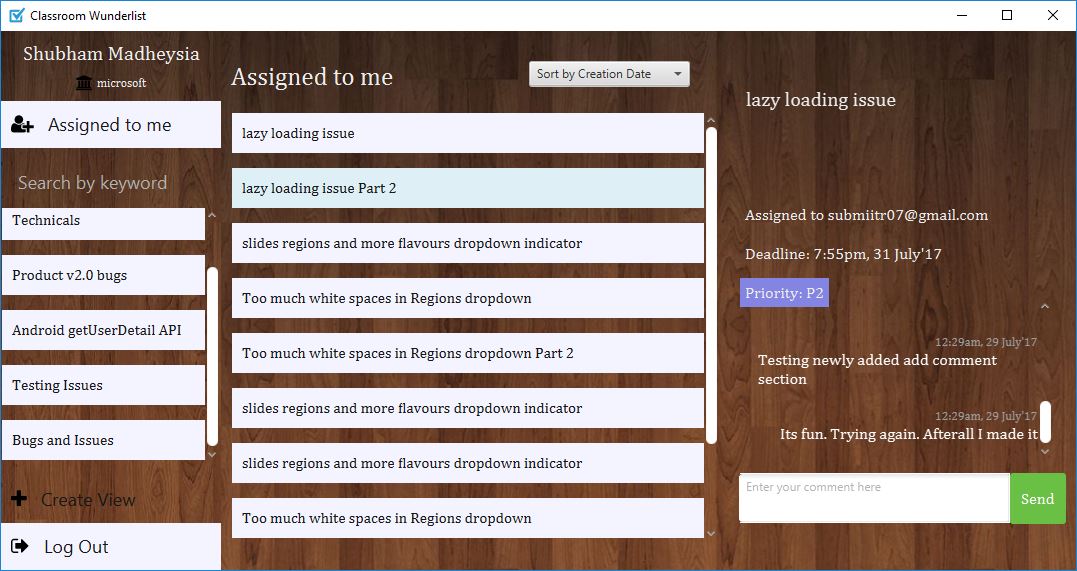 Classroom Wunderlist
Shubham Madheysia
microsoft
Assigned to me
Search by keyword
Technicals
Product v2.0 bugs
Android getUserDetail API
Testing Issues
Bugs and Issues
Create View
Log Out
Assigned to me
Sort by Creation Date
lazy loading issue
lazy loading issue Part 2
slides regions and more flavours dropdown indicator
Too much white spaces in Regions dropdown
Too much white spaces in Regions dropdown Part 2
slides regions and more flavours dropdown indicator
slides regions and more flavours dropdown indicator
Too much white spaces in Regions dropdown
lazy loading issue
Assigned to submiitr07@gmail.com
Deadline: 7:55pm, 31 July'17
Priority: P2
12:29am, 29 July'17
Testing newly added add comment
section
12:29am, 29 July'17
Its fun. Trying again. Afterall I made it
Enter your comment here
Send